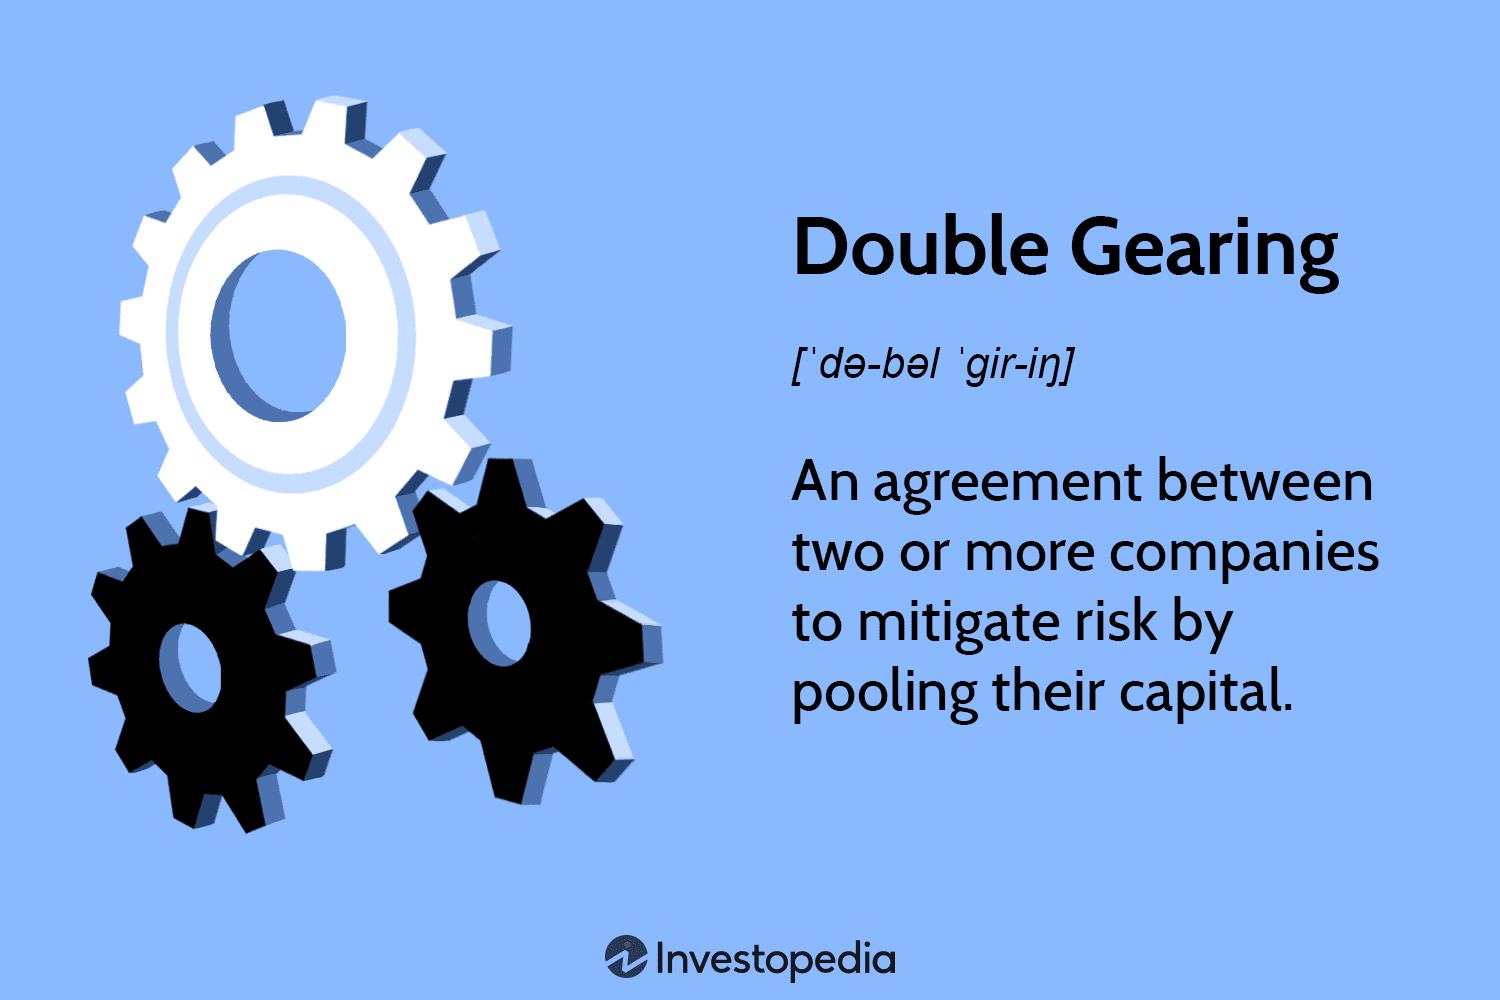 Double Gearing
[ˈdə-bəl ˈgir-iŋ]
An agreement between
two or more companies
to mitigate risk by
pooling their capital.
Investopedia